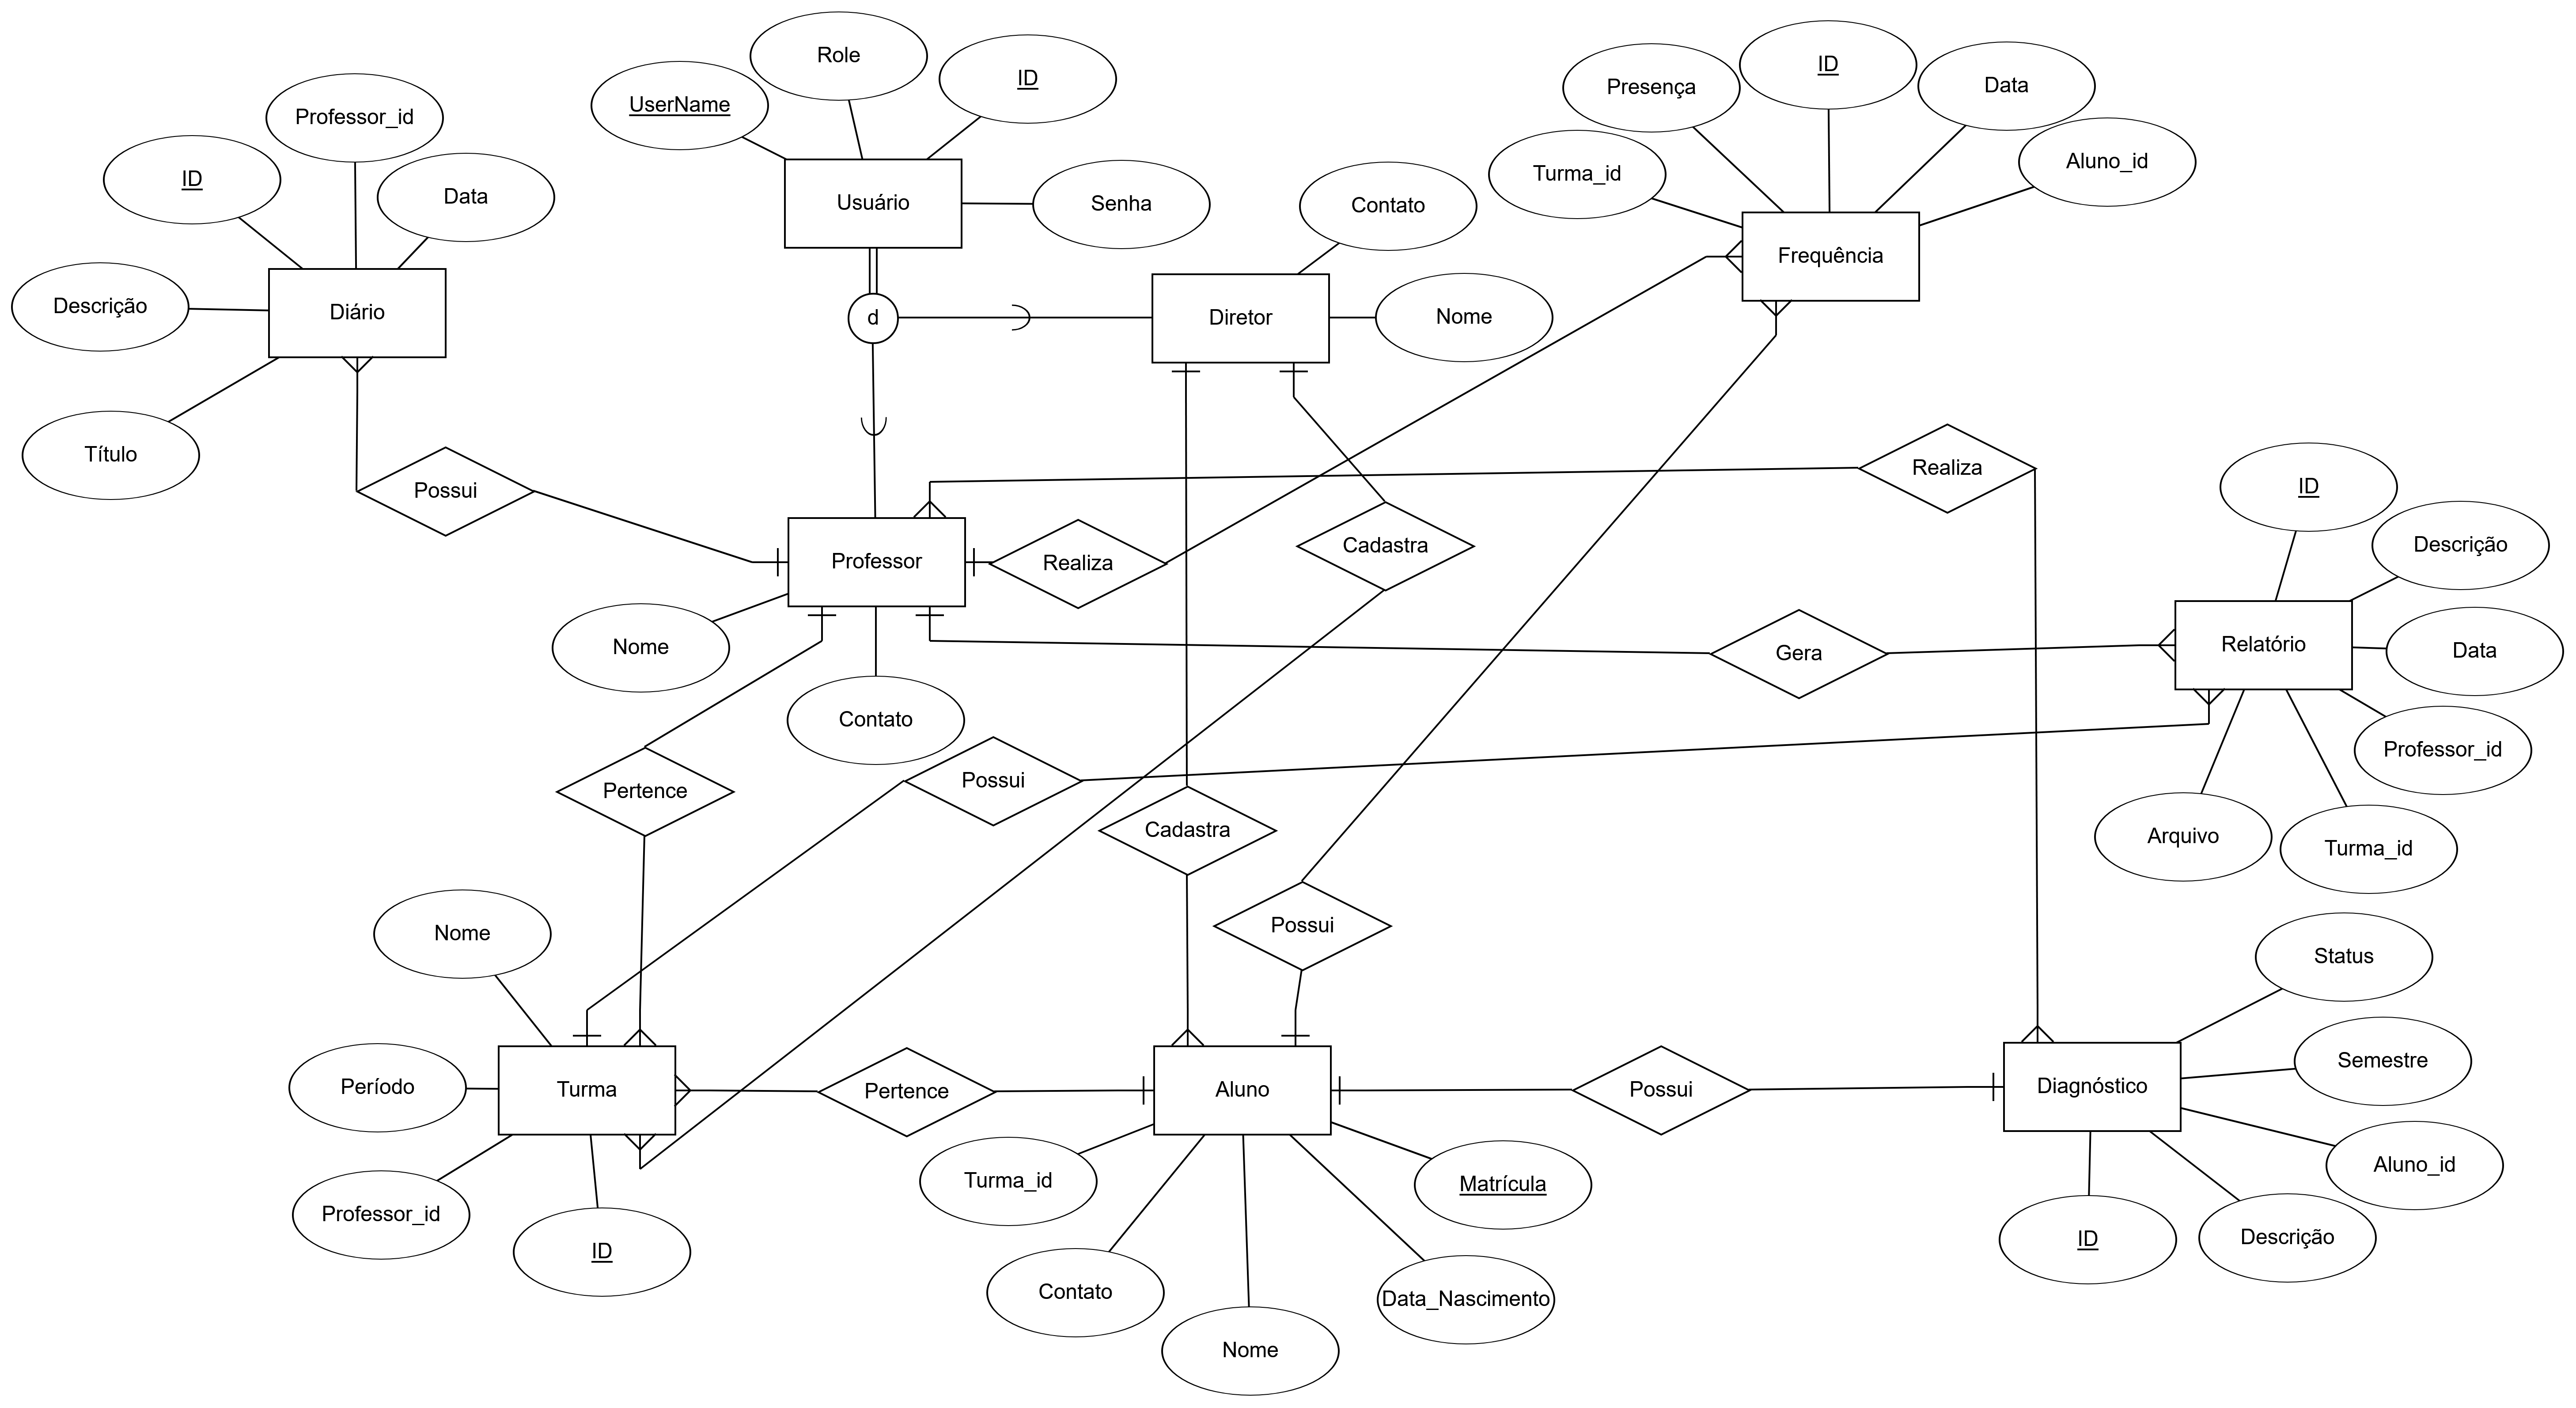 Role
ID
UserName
Usuário
Senha
Professor_id
ID
Data
Descrição
Diário
Título
d
Diretor
Contato
Nome
Presença
ID
Data
Turma_id
Aluno_id
Frequência
Possui
Professor
Realiza
Cadastra
Realiza
Nome
Contato
Gera
ID
Descrição
Relatório
Data
Professor_id
Arquivo
Turma_id
Pertence
Possui
Cadastra
Possui
Nome
Período
Turma
Professor_id
ID
Pertence
Aluno
Turma_id
Contato
Nome
Data_Nascimento
Matrícula
Possui
Diagnóstico
Status
Semestre
Aluno_id
Descrição
ID